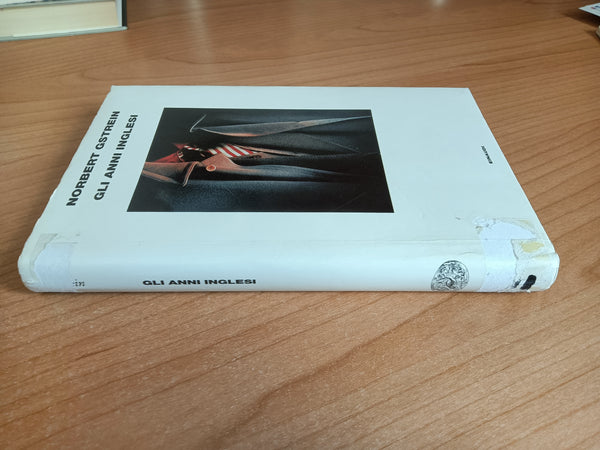 NORBERT GSTREIN
GLI ANNI INGLESI
EINAUDI
GLI ANNI INGLESI